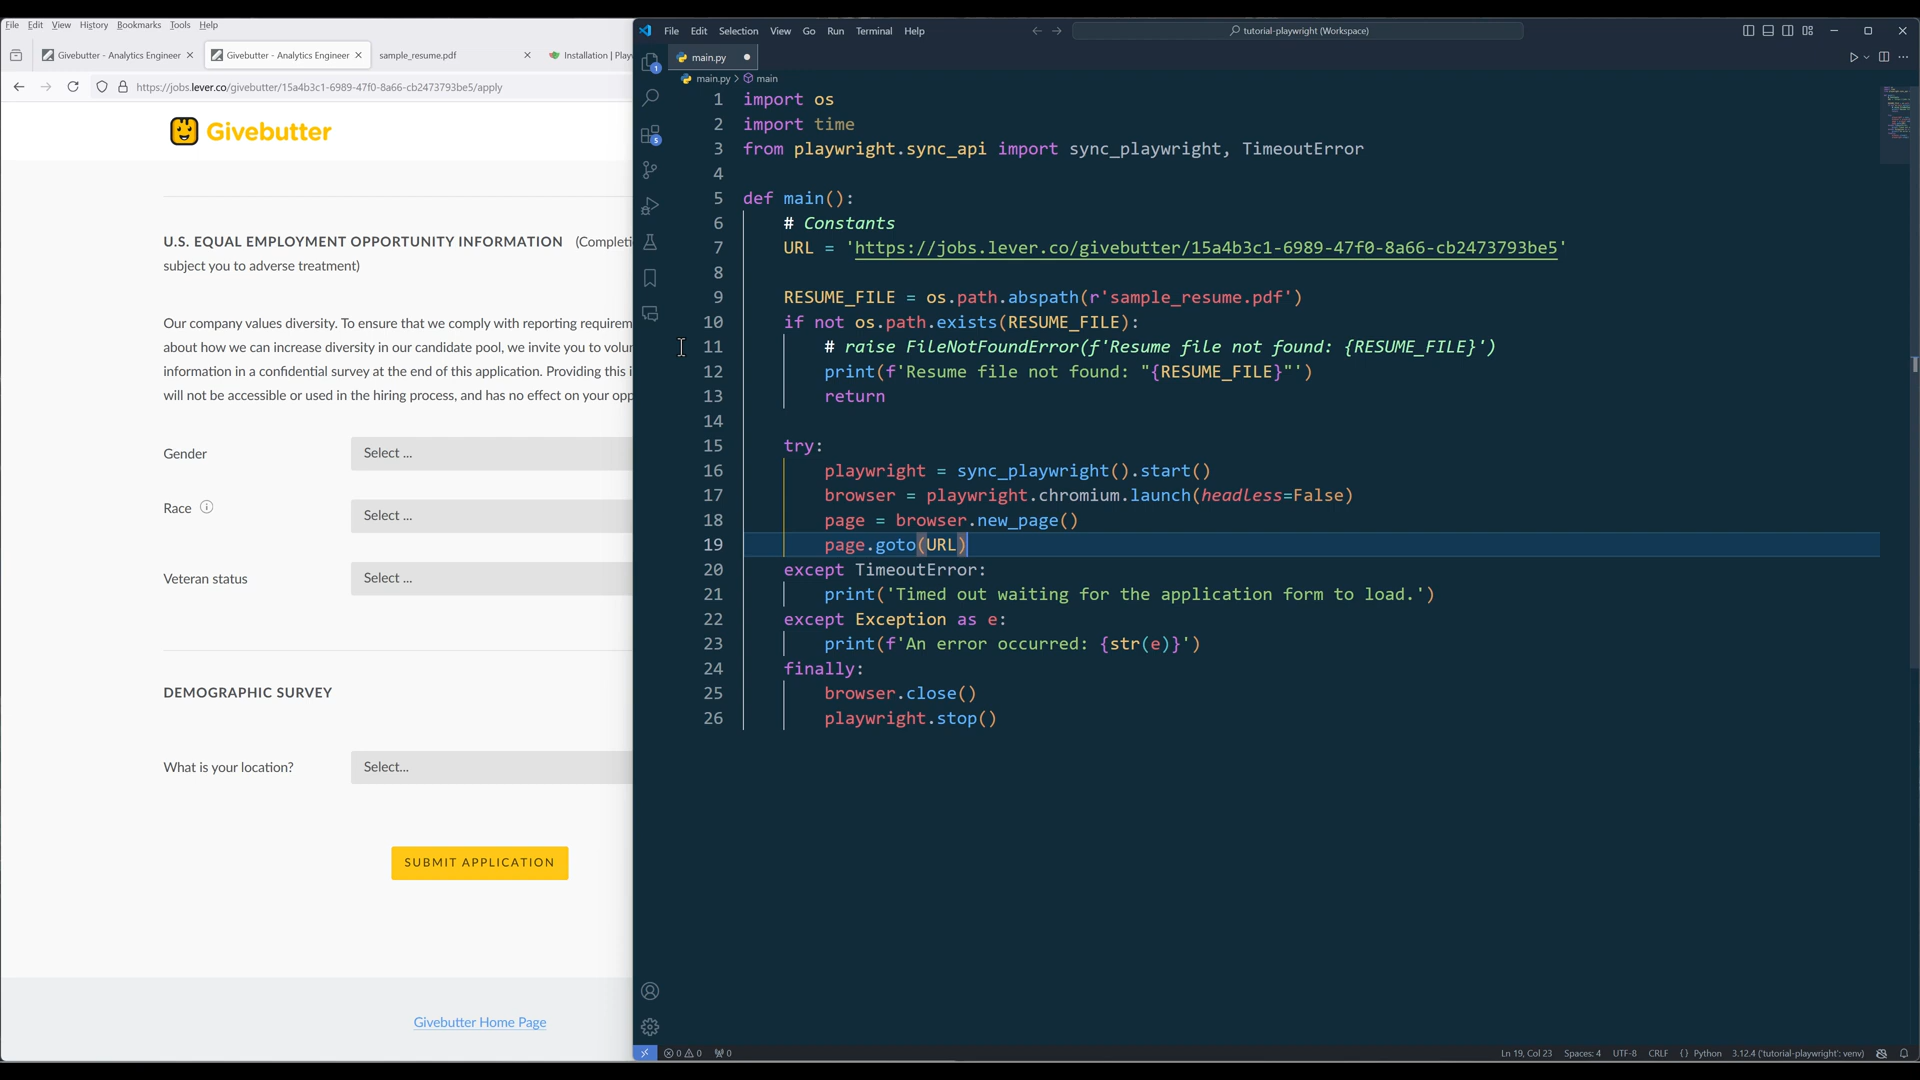 File Edit View History Bookmarks Tools Help
Givebutter - Analytics Engineer
Givebutter - Analytics Engineer
sample_resume.pdf
Installation | Play
https://jobs.lever.co/givebutter/15a4b3c1-6989-47f0-8a66-cb2473793be5/apply
Givebutter
U.S. EQUAL EMPLOYMENT OPPORTUNITY INFORMATION (Completi
subject you to adverse treatment)
Our company values diversity. To ensure that we comply with reporting requirem
about how we can increase diversity in our candidate pool, we invite you to volun
information in a confidential survey at the end of this application. Providing this i
will not be accessible or used in the hiring process, and has no effect on your opp
Gender Select ...
Race Select ...
Veteran status Select ...
DEMOGRAPHIC SURVEY
What is your location? Select...
SUBMIT APPLICATION
Givebutter Home Page
File Edit Selection View Go Run Terminal Help
tutorial-playwright (Workspace)
main.py
main.py > main
1 import os
2 import time
3 from playwright.sync_api import sync_playwright, TimeoutError
4
5 def main():
6 # Constants
7 URL = 'https://jobs.lever.co/givebutter/15a4b3c1-6989-47f0-8a66-cb2473793be5'
8
9 RESUME_FILE = os.path.abspath(r'sample_resume.pdf')
10 if not os.path.exists(RESUME_FILE):
11 # raise FileNotFoundError(f'Resume file not found: {RESUME_FILE}')
12 print(f'Resume file not found: "{RESUME_FILE}"')
13 return
14
15 try:
16 playwright = sync_playwright().start()
17 browser = playwright.chromium.launch(headless=False)
18 page = browser.new_page()
19 page.goto(URL)
20 except TimeoutError:
21 print('Timed out waiting for the application form to load.')
22 except Exception as e:
23 print(f'An error occurred: {str(e)}')
24 finally:
25 browser.close()
26 playwright.stop()
0 0 0
Ln 19, Col 23 Spaces: 4 UTF-8 CRLF {} Python 3.12.4 ('tutorial-playwright': venv)